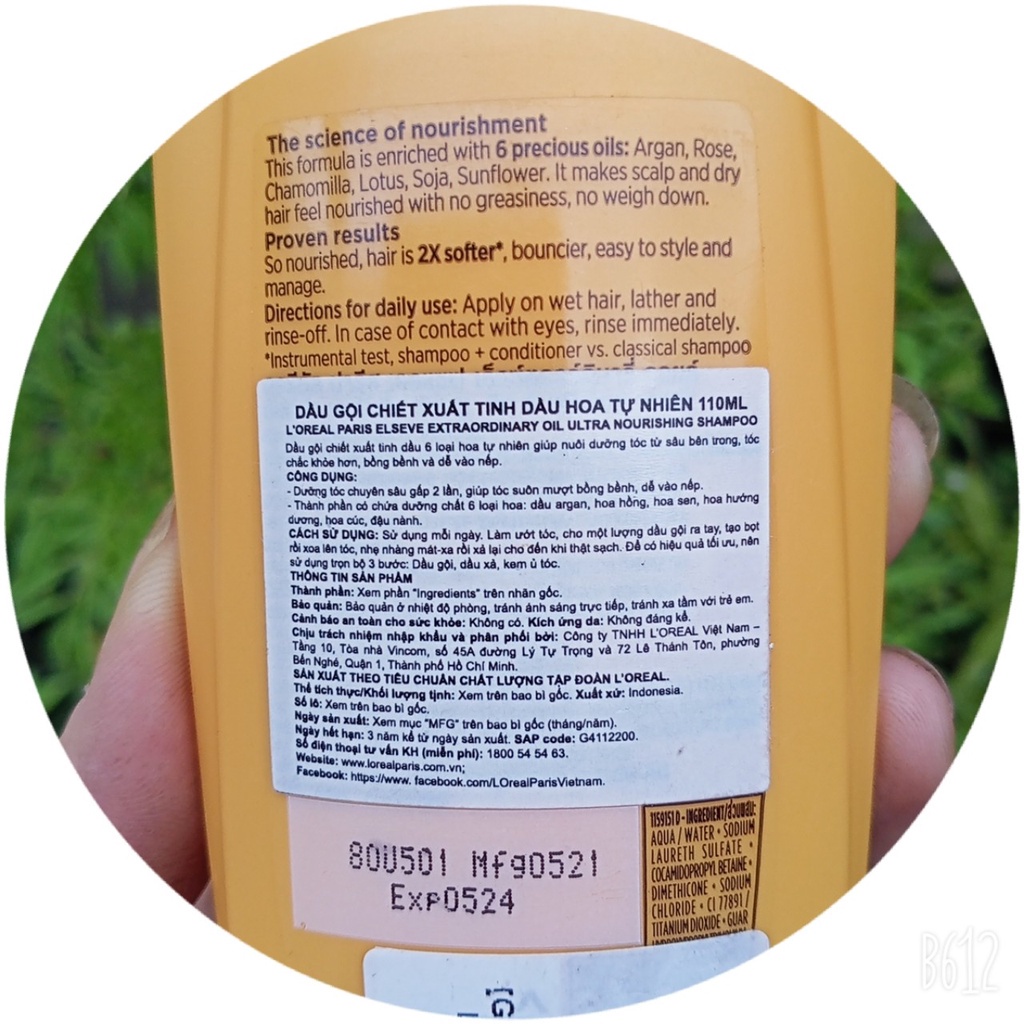 The science of nourishment
This formula is enriched with 6 precious oils: Argan, Rose,
Chamomilla, Lotus, Soja, Sunflower. It makes scalp and dry
hair feel nourished with no greasiness, no weigh down.
Proven results
So nourished, hair is 2X softer*, bouncier, easy to style and
manage.
Directions for daily use: Apply on wet hair, lather and
rinse-off. In case of contact with eyes, rinse immediately.
*Instrumental test, shampoo + conditioner vs. classical shampoo
DẦU GỘI CHIẾT XUẤT TINH DẦU HOA TỰ NHIÊN 110ML
L'OREAL PARIS ELSEVE EXTRAORDINARY OIL ULTRA NOURISHING SHAMPOO
Dầu gội chiết xuất tinh dầu 6 loại hoa tự nhiên giúp nuôi dưỡng tóc từ sâu bên trong, tóc
chắc khỏe hơn, bồng bềnh và dễ vào nếp.
CÔNG DỤNG:
- Dưỡng tóc chuyên sâu gấp 2 lần, giúp tóc suôn mượt bồng bềnh, dễ vào nếp.
- Thành phần có chứa dưỡng chất 6 loại hoa: dầu argan, hoa hồng, hoa sen, hoa hướng
dương, hoa cúc, đậu nành.
CÁCH SỬ DỤNG: Sử dụng mỗi ngày. Làm ướt tóc, cho một lượng dầu gội ra tay, tạo bọt
rồi xoa lên tóc, nhẹ nhàng mát-xa rồi xả lại cho đến khi thật sạch. Để có hiệu quả tối ưu, nên
sử dụng trọn bộ 3 bước: Dầu gội, dầu xả, kem ủ tóc.
THÔNG TIN SẢN PHẨM
Thành phần: Xem phần "Ingredients" trên nhãn gốc.
Bảo quản: Bảo quản ở nhiệt độ phòng, tránh ánh sáng trực tiếp, tránh xa tầm với trẻ em.
Cảnh báo an toàn cho sức khỏe: Không có. Kích ứng da: Không đáng kể.
Chịu trách nhiệm nhập khẩu và phân phối bởi: Công ty TNHH L'OREAL Việt Nam –
Tầng 10, Tòa nhà Vincom, số 45A đường Lý Tự Trọng và 72 Lê Thánh Tôn, phường
Bến Nghé, Quận 1, Thành phố Hồ Chí Minh.
SẢN XUẤT THEO TIÊU CHUẨN CHẤT LƯỢNG TẬP ĐOÀN L'OREAL.
Thể tích thực/Khối lượng tịnh: Xem trên bao bì gốc. Xuất xứ: Indonesia.
Số lô: Xem trên bao bì gốc.
Ngày sản xuất: Xem mục "MFG" trên bao bì gốc (tháng/năm).
Ngày hết hạn: 3 năm kể từ ngày sản xuất. SAP code: G4112200.
Số điện thoại tư vấn KH (miễn phí): 1800 54 54 63.
Website: www.lorealparis.com.vn;
Facebook: https://www. facebook.com/LOrealParisVietnam.
80U501 Mfg0521
Exp0524
1159151 D - INGREDIENT/ส่วนผสม:
AQUA / WATER • SODIUM
LAURETH SULFATE •
COCAMIDOPROPYL BETAINE •
DIMETHICONE • SODIUM
CHLORIDE • CI 77891 /
TITANIUM DIOXIDE • GUAR
B612